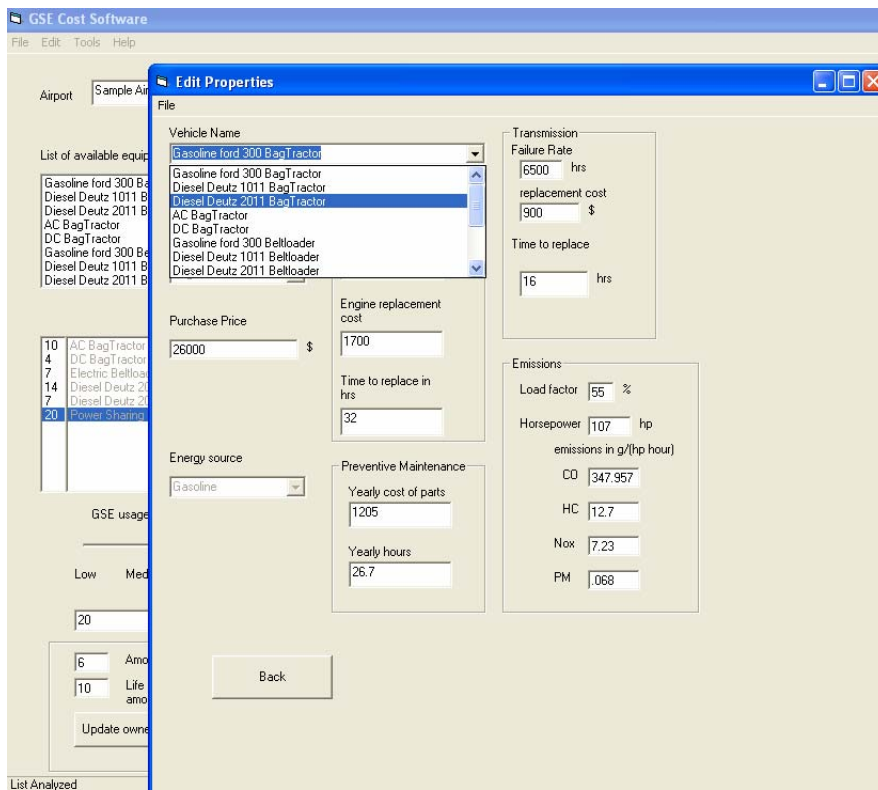 GSE Cost Software
File Edit Tools Help
Airport Sample Air
List of available equip
Gasoline ford 300 Ba
Diesel Deutz 1011 B
Diesel Deutz 2011 B
AC BagTractor
DC BagTractor
Gasoline ford 300 Be
Diesel Deutz 1011 B
Diesel Deutz 2011 B
10 AC BagTractor
4 DC BagTractor
7 Electric Beltloa
14 Diesel Deutz 20
7 Diesel Deutz 20
20 Power Sharing
GSE usage
Low Med
20
6 Amo
10 Life
amo
Update owne
List Analyzed
Edit Properties
File
Vehicle Name
Gasoline ford 300 BagTractor
Gasoline ford 300 BagTractor
Diesel Deutz 1011 BagTractor
Diesel Deutz 2011 BagTractor
AC BagTractor
DC BagTractor
Gasoline ford 300 Beltloader
Diesel Deutz 1011 Beltloader
Diesel Deutz 2011 Beltloader
Purchase Price
26000 $
Energy source
Gasoline
Engine replacement
cost
1700
Time to replace in
hrs
32
Preventive Maintenance
Yearly cost of parts
1205
Yearly hours
26.7
Transmission
Failure Rate
6500 hrs
replacement cost
900 $
Time to replace
16 hrs
Emissions
Load factor 55 %
Horsepower 107 hp
emissions in g/(hp hour)
CO 347.957
HC 12.7
Nox 7.23
PM .068
Back